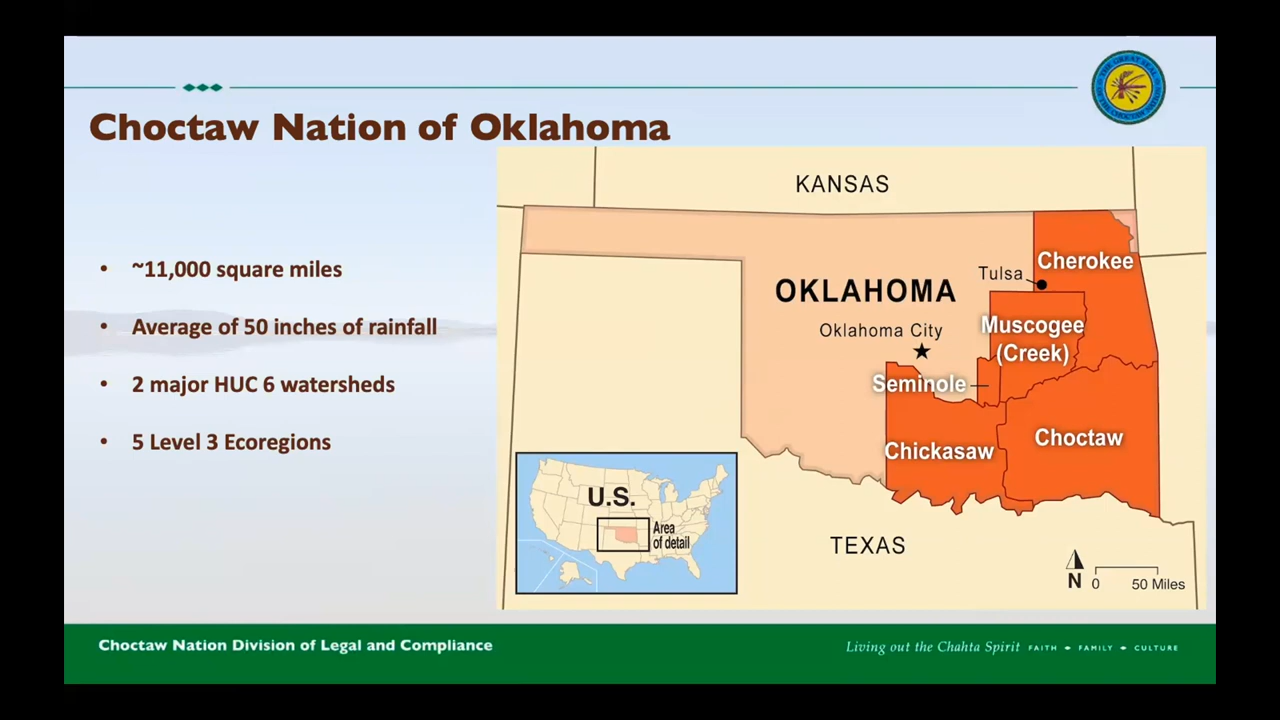 Choctaw Nation of Oklahoma
• ~11,000 square miles
• Average of 50 inches of rainfall
• 2 major HUC 6 watersheds
• 5 Level 3 Ecoregions
KANSAS
Cherokee
Tulsa
OKLAHOMA
Oklahoma City
Muscogee
(Creek)
Seminole
Choctaw
Chickasaw
U.S.
Area
of detail
TEXAS
N 0 50 Miles
Choctaw Nation Division of Legal and Compliance
Living out the Chahta Spirit FAITH FAMILY CULTURE